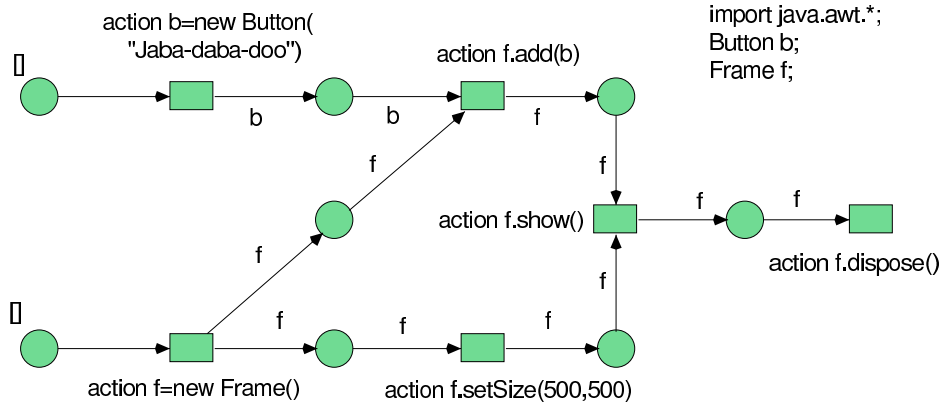 action b=new Button(
"Jaba-daba-doo")
import java.awt.*;
Button b;
Frame f;
[]
action f.add(b)
b
b
f
f
f
action f.show()
f
f
f
action f.dispose()
f
[]
f
f
f
action f=new Frame()
action f.setSize(500,500)